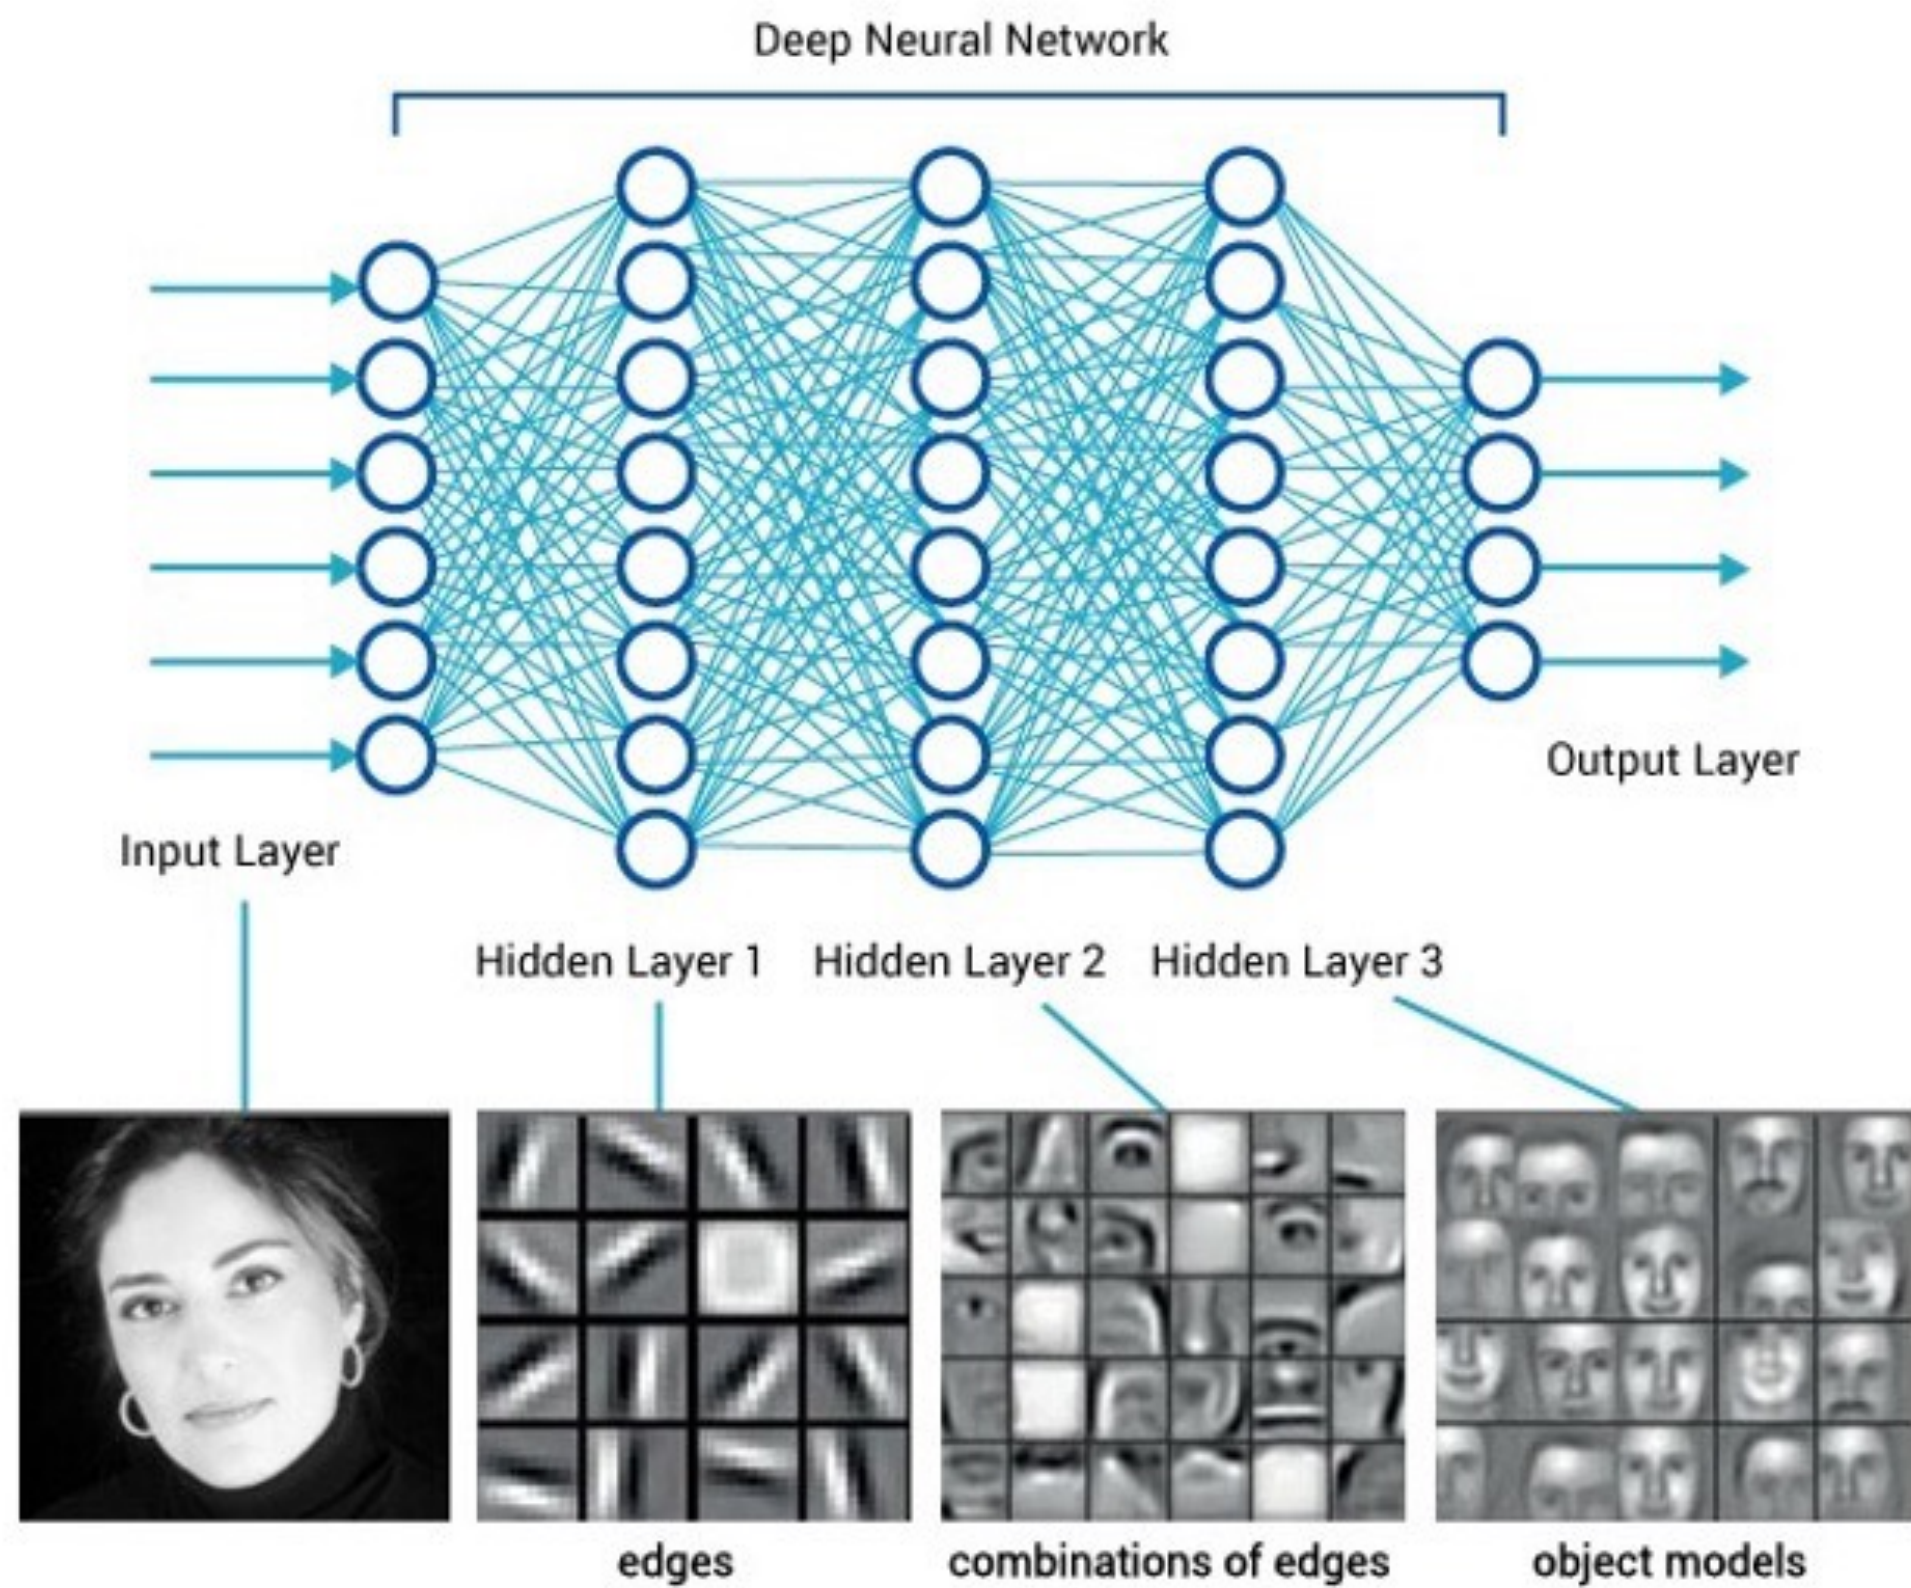 Deep Neural Network
Output Layer
Input Layer
Hidden Layer 1
Hidden Layer 2
Hidden Layer 3
edges
combinations of edges
object models